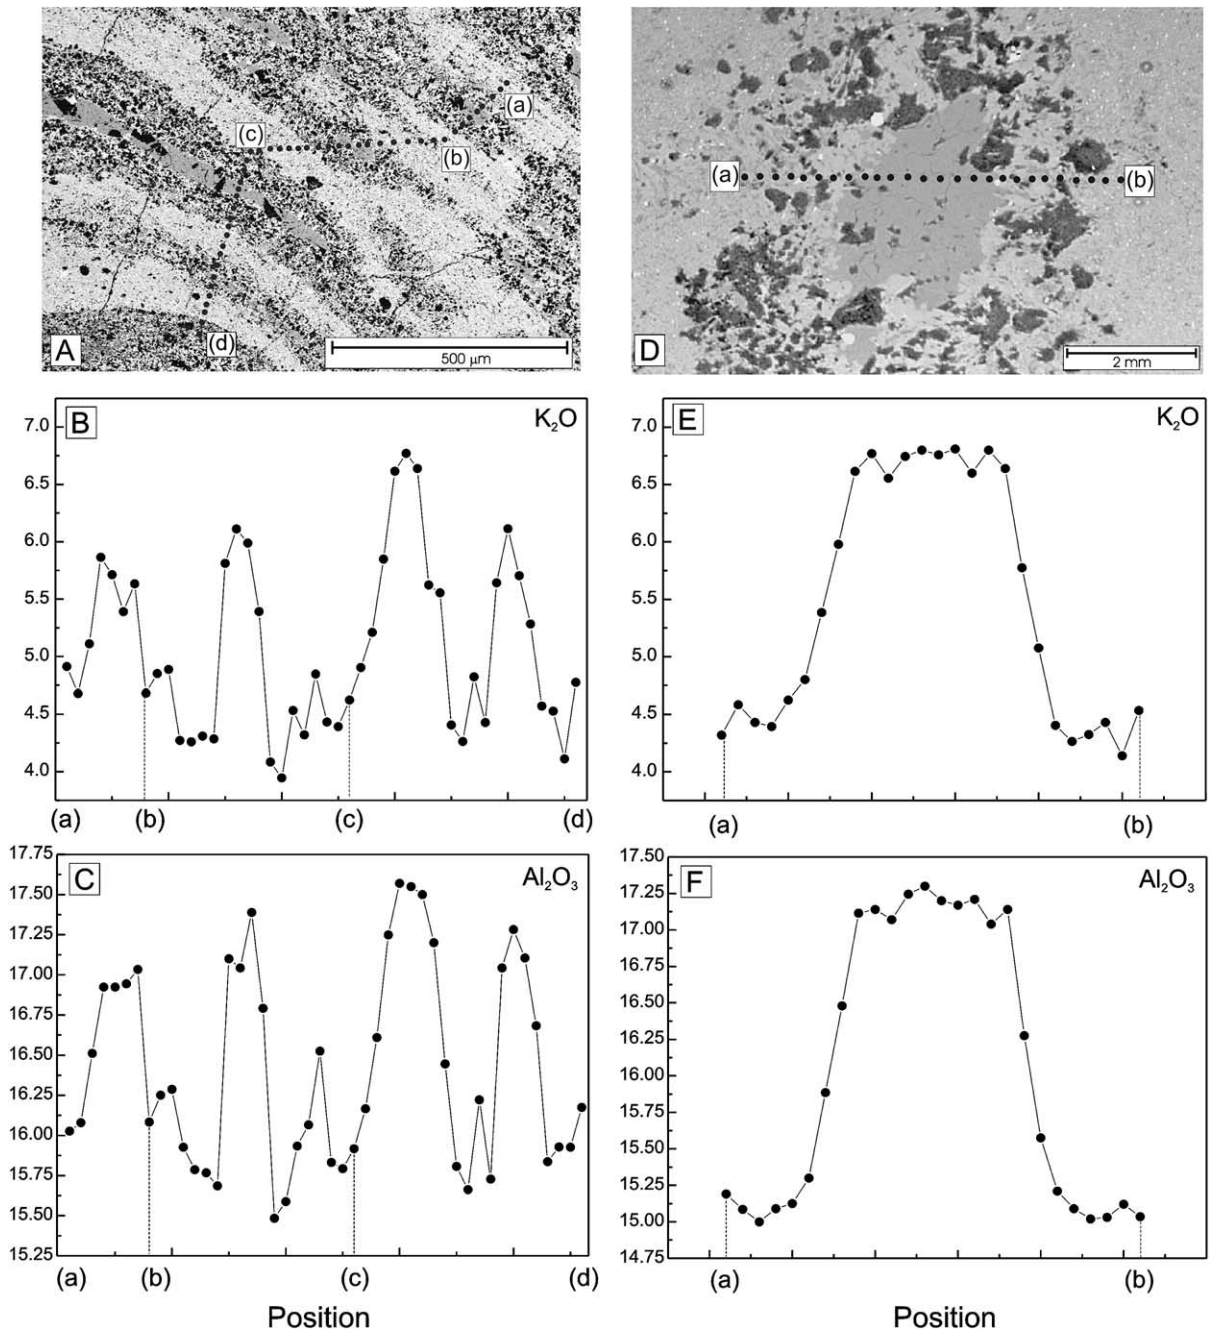 (a)
(c)
(b)
(d)
A
500 µm
(a)
(b)
D
2 mm
B
K₂O
7.0
6.5
6.0
5.5
5.0
4.5
4.0
(a) (b) (c) (d)
E
K₂O
7.0
6.5
6.0
5.5
5.0
4.5
4.0
(a) (b)
C
Al₂O₃
17.75
17.50
17.25
17.00
16.75
16.50
16.25
16.00
15.75
15.50
15.25
(a) (b) (c) (d)
Position
F
Al₂O₃
17.50
17.25
17.00
16.75
16.50
16.25
16.00
15.75
15.50
15.25
15.00
14.75
(a) (b)
Position